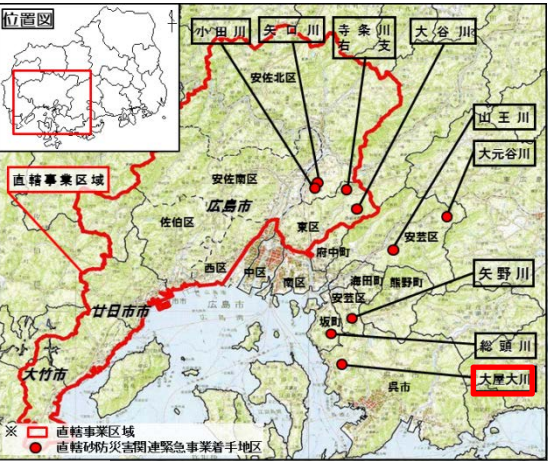 位置図
小田川
矢口川
寺条川
右支
大谷川
山王川
大元谷川
安佐北区
直轄事業区域
安佐南区
広島市
佐伯区
東区
安芸区
府中町
西区
中区
南区
海田町
熊野町
安芸区
矢野川
広島市
廿日市市
坂町
総頭川
大竹市
呉市
大屋大川
※
直轄事業区域
直轄砂防災害関連緊急事業着手地区